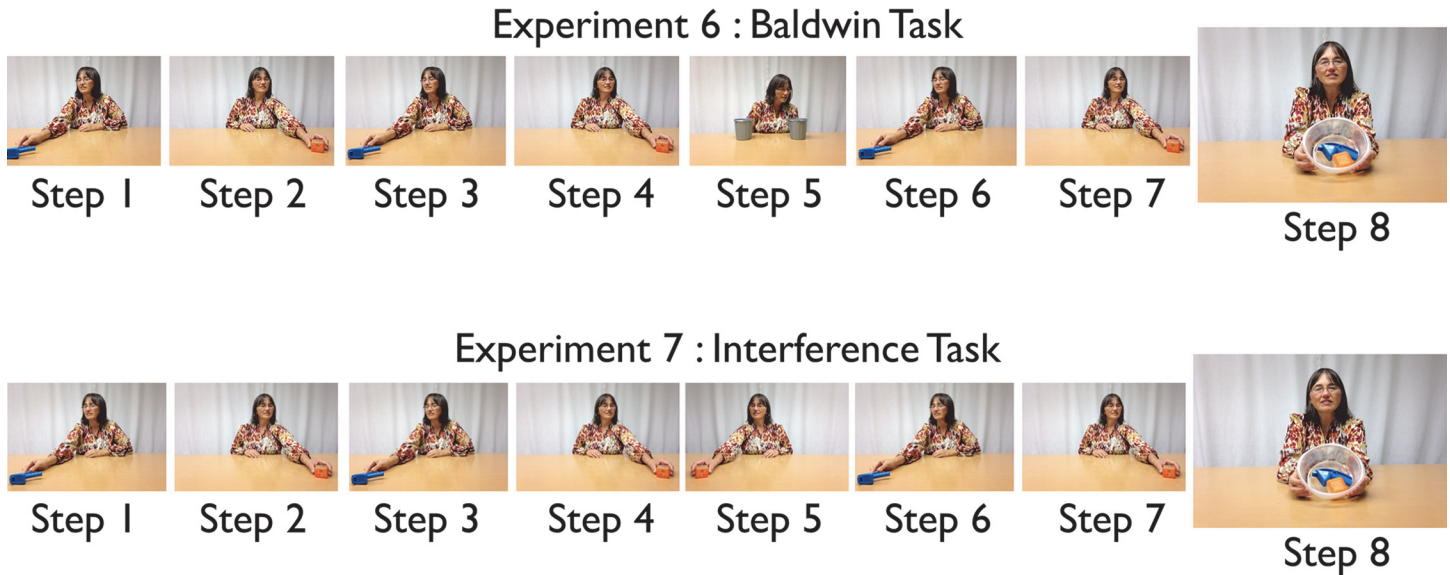 Experiment 6 : Baldwin Task
Step 1 Step 2 Step 3 Step 4 Step 5 Step 6 Step 7
Step 8
Experiment 7 : Interference Task
Step 1 Step 2 Step 3 Step 4 Step 5 Step 6 Step 7
Step 8